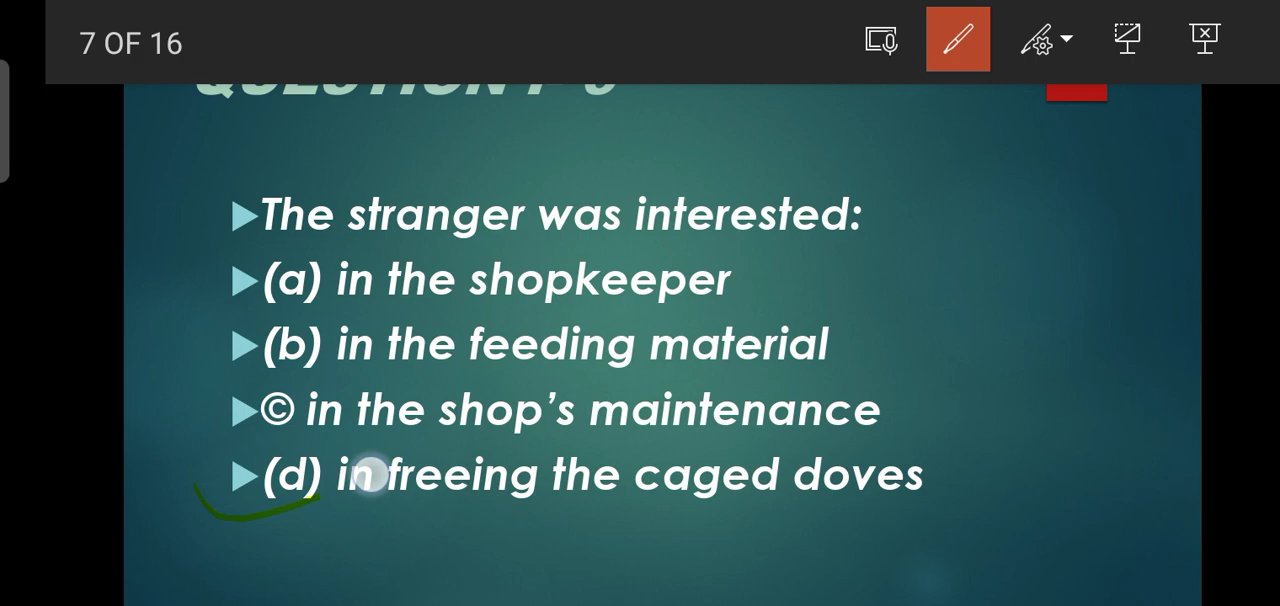 7 OF 16
The stranger was interested:
(a) in the shopkeeper
(b) in the feeding material
© in the shop’s maintenance
(d) in freeing the caged doves